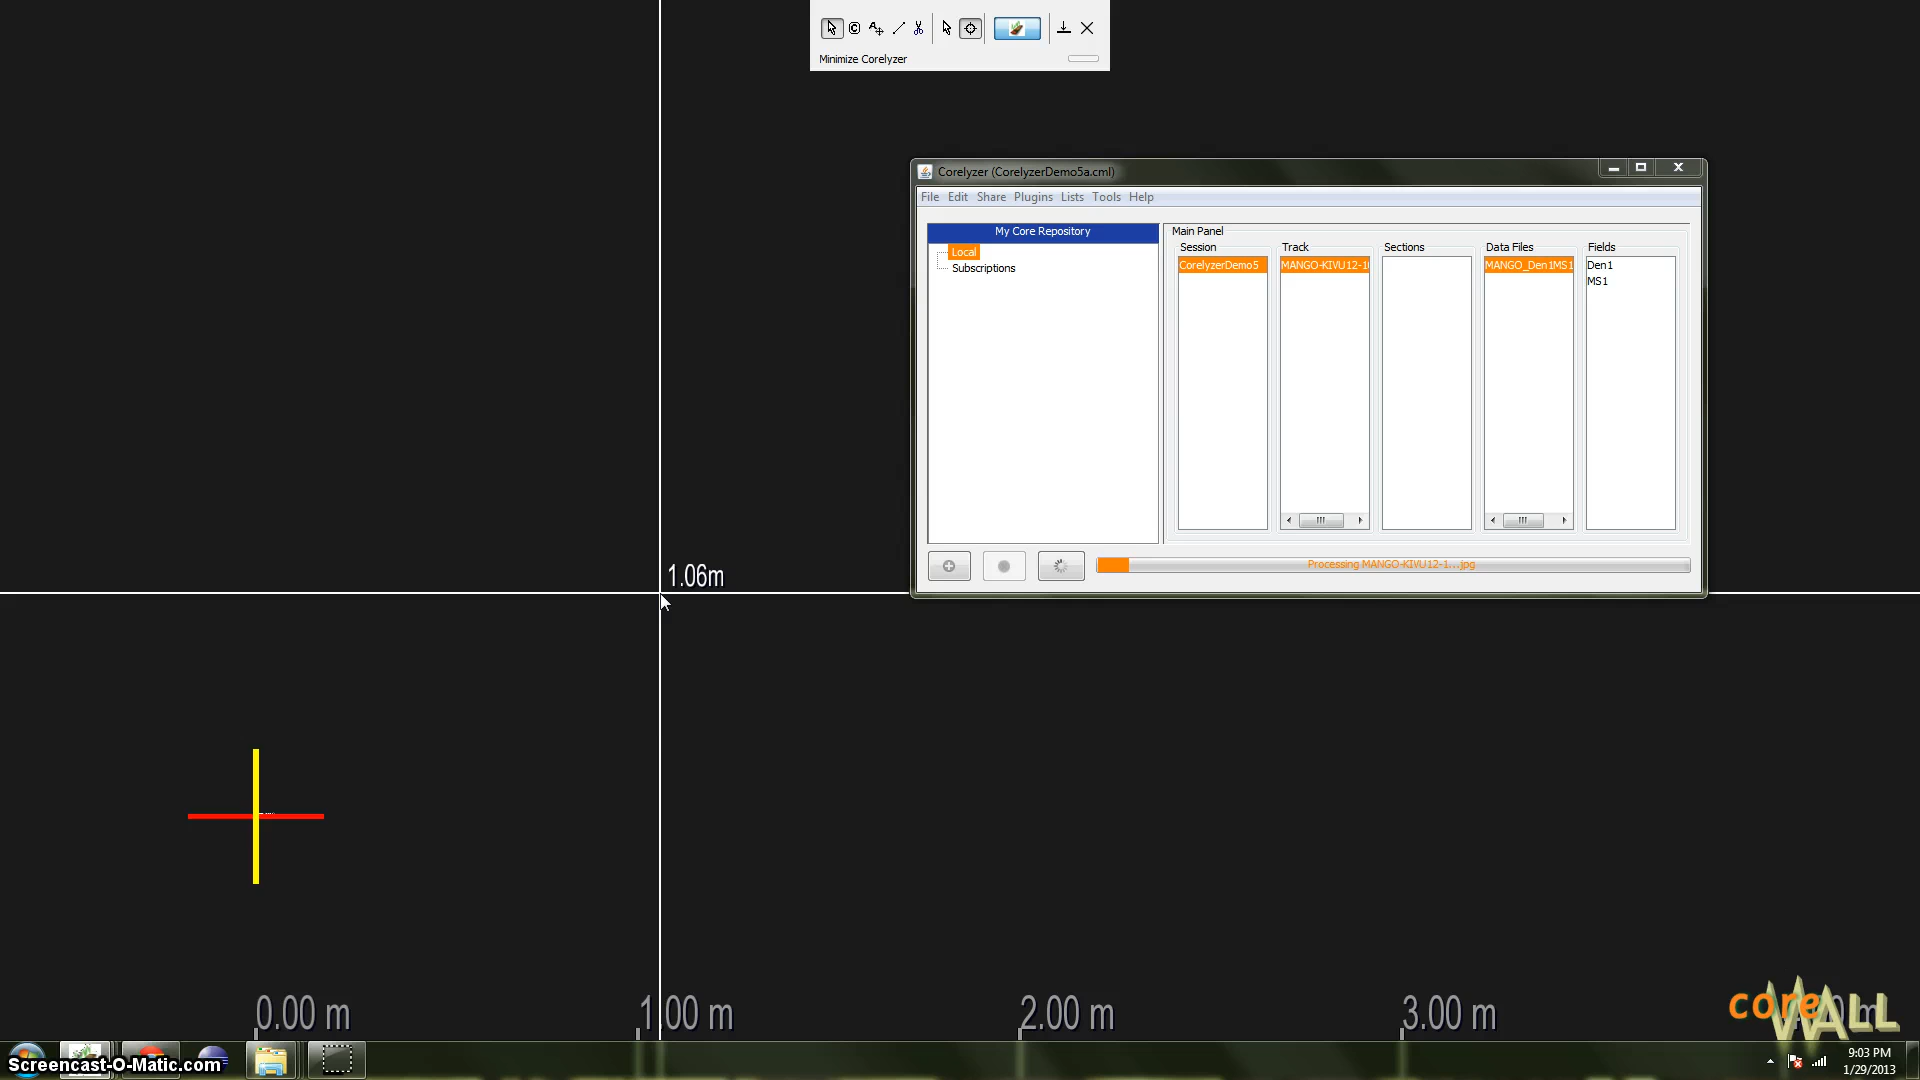 Minimize Corelyzer
Corelyzer (CorelyzerDemo5a.cml)
File Edit Share Plugins Lists Tools Help
My Core Repository
Local
Subscriptions
Main Panel
Session Track Sections Data Files Fields
CorelyzerDemo5 MANGO-KIVU12-1 MANGO_Den1MS1 Den1
MS1
Processing MANGO-KIVU12-1...jpg
1.06m
0.00 m 1.00 m 2.00 m 3.00 m
coreWALL
Screencast-O-Matic.com
9:03 PM
1/29/2013